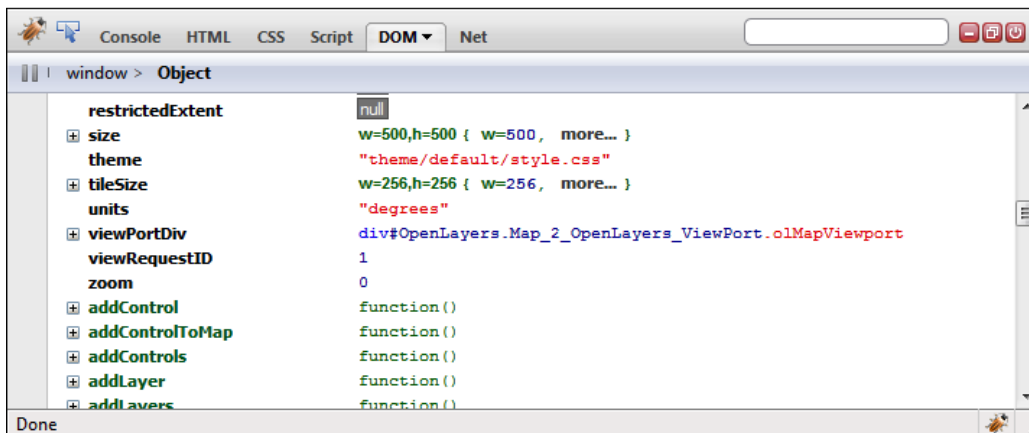 Console HTML CSS Script DOM Net
window > Object
restrictedExtent null
size w=500,h=500 { w=500, more... }
theme "theme/default/style.css"
tileSize w=256,h=256 { w=256, more... }
units "degrees"
viewPortDiv div#OpenLayers.Map_2_OpenLayers_ViewPort.olMapViewport
viewRequestID 1
zoom 0
addControl function()
addControlToMap function()
addControls function()
addLayer function()
addLayers function()
Done